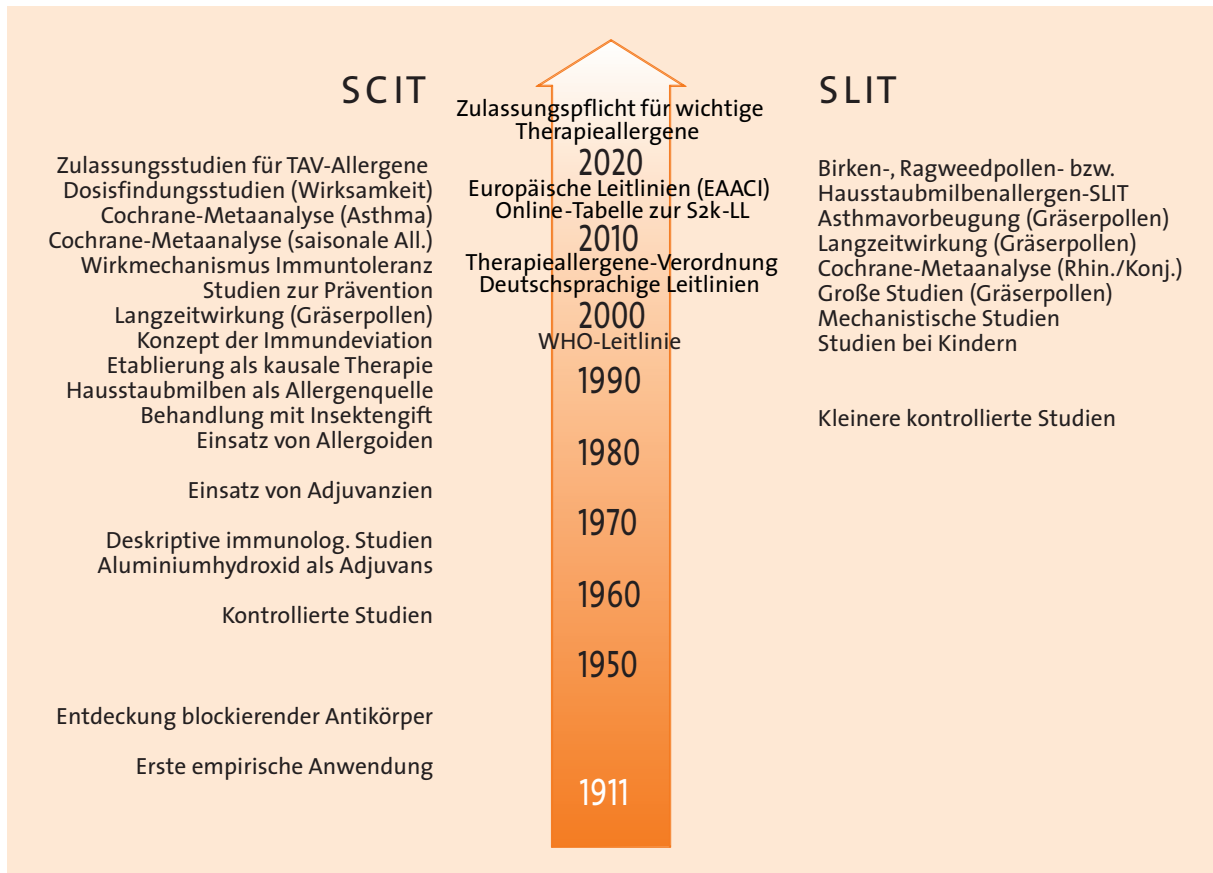 SCIT
Zulassungsstudien für TAV-Allergene
Dosisfindungsstudien (Wirksamkeit)
Cochrane-Metaanalyse (Asthma)
Cochrane-Metaanalyse (saisonale All.)
Wirkmechanismus Immuntoleranz
Studien zur Prävention
Langzeitwirkung (Gräserpollen)
Konzept der Immundeviation
Etablierung als kausale Therapie
Hausstaubmilben als Allergenquelle
Behandlung mit Insektengift
Einsatz von Allergoiden
Einsatz von Adjuvanzien
Deskriptive immunolog. Studien
Aluminiumhydroxid als Adjuvans
Kontrollierte Studien
Entdeckung blockierender Antikörper
Erste empirische Anwendung
Zulassungspflicht für wichtige
Therapieallergene
2020
Europäische Leitlinien (EAACI)
Online-Tabelle zur S2k-LL
2010
Therapieallergene-Verordnung
Deutschsprachige Leitlinien
2000
WHO-Leitlinie
1990
1980
1970
1960
1950
1911
SLIT
Birken-, Ragweedpollen- bzw.
Hausstaubmilbenallergen-SLIT
Asthmavorbeugung (Gräserpollen)
Langzeitwirkung (Gräserpollen)
Cochrane-Metaanalyse (Rhin./Konj.)
Große Studien (Gräserpollen)
Mechanistische Studien
Studien bei Kindern
Kleinere kontrollierte Studien